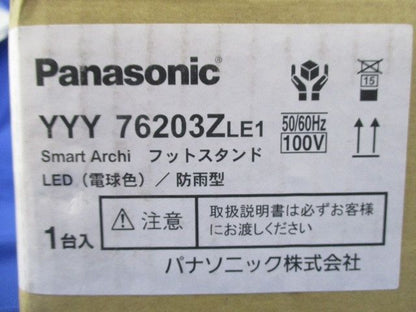 Panasonic
15
YYY 76203ZLE1
50/60Hz
100V
Smart Archi フットスタンド
LED（電球色）／防雨型
1台入
注意
取扱説明書は必ずお客様
にお渡しください
パナソニック株式会社